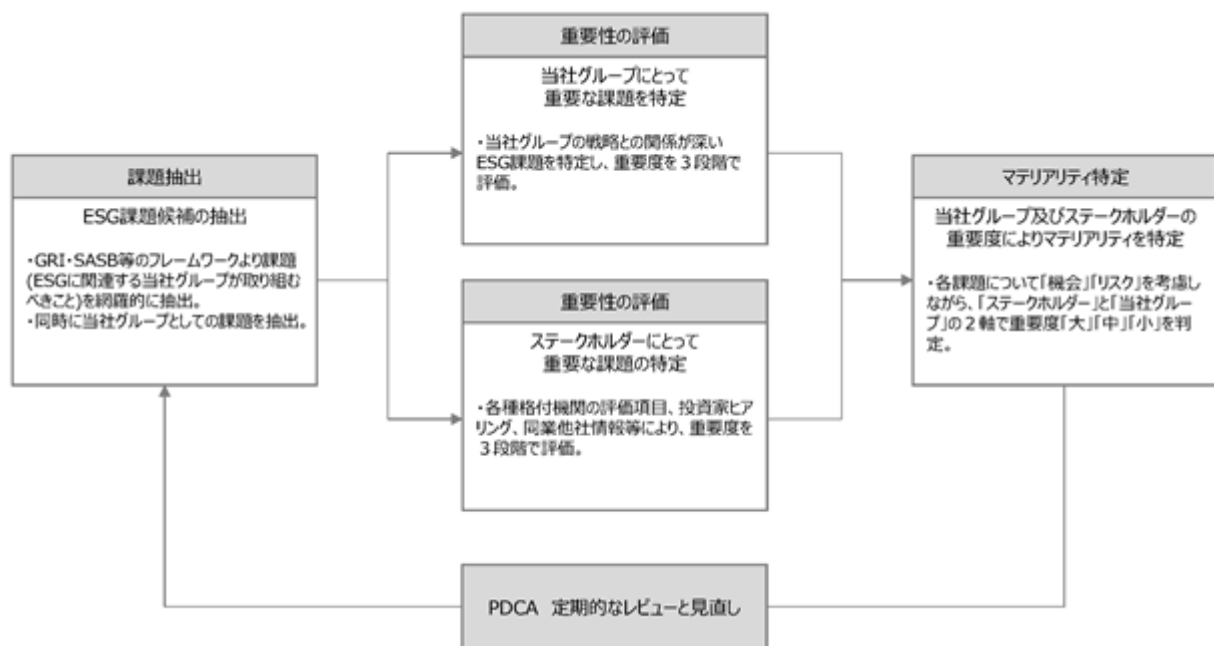 課題抽出
ESG課題候補の抽出
・GRI・SASB等のフレームワークより課題
(ESGに関連する当社グループが取り組む
べきこと)を網羅的に抽出。
・同時に当社グループとしての課題を抽出。
重要性の評価
当社グループにとって
重要な課題を特定
・当社グループの戦略との関係が深い
ESG課題を特定し、重要度を３段階で
評価。
重要性の評価
ステークホルダーにとって
重要な課題の特定
・各種格付機関の評価項目、投資家ヒア
リング、同業他社情報等により、重要度を
３段階で評価。
マテリアリティ特定
当社グループ及びステークホルダーの
重要度によりマテリアリティを特定
・各課題について「機会」「リスク」を考慮し
ながら、「ステークホルダー」と「当社グルー
プ」の２軸で重要度「大」「中」「小」を判
定。
PDCA　定期的なレビューと見直し